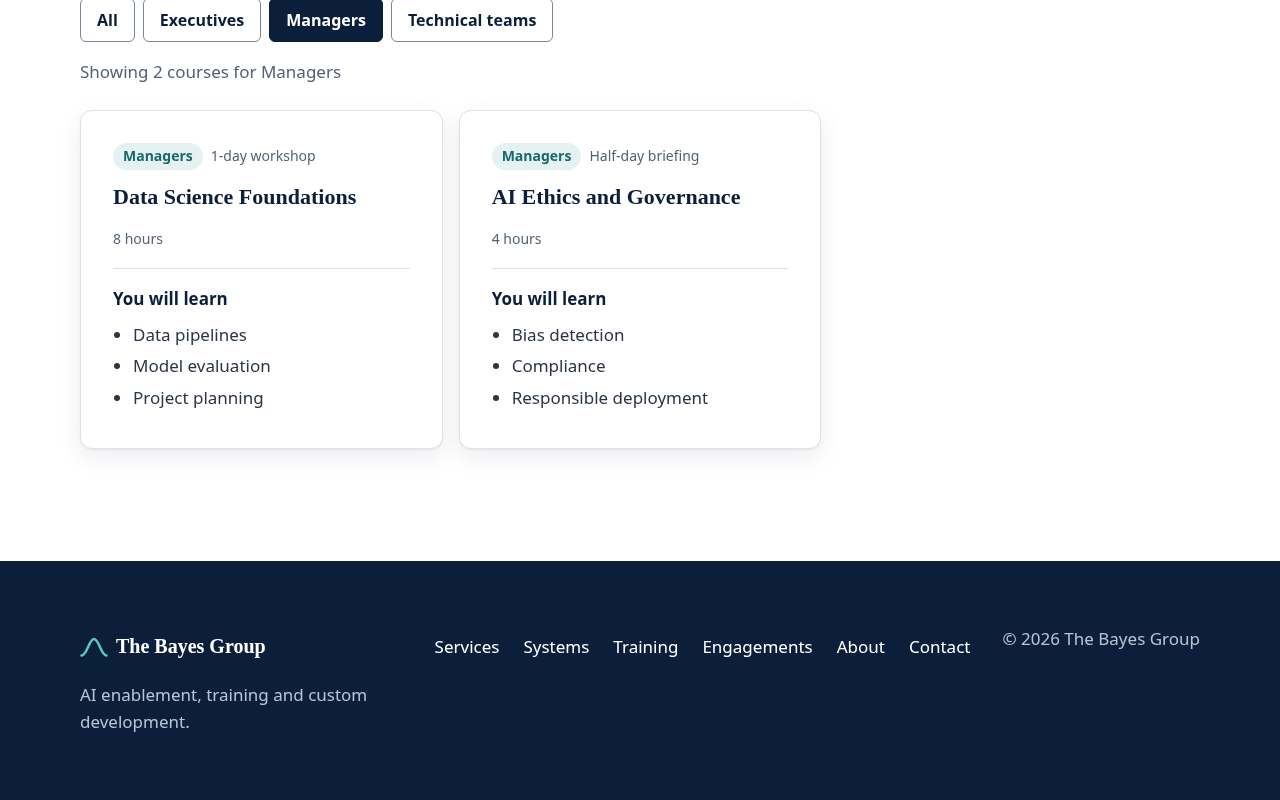 All
Executives
Managers
Technical teams
Showing 2 courses for Managers
Managers
1-day workshop
Data Science Foundations
8 hours
You will learn
Data pipelines
Model evaluation
Project planning
Managers
Half-day briefing
AI Ethics and Governance
4 hours
You will learn
Bias detection
Compliance
Responsible deployment
The Bayes Group
AI enablement, training and custom
development.
Services
Systems
Training
Engagements
About
Contact
© 2026 The Bayes Group